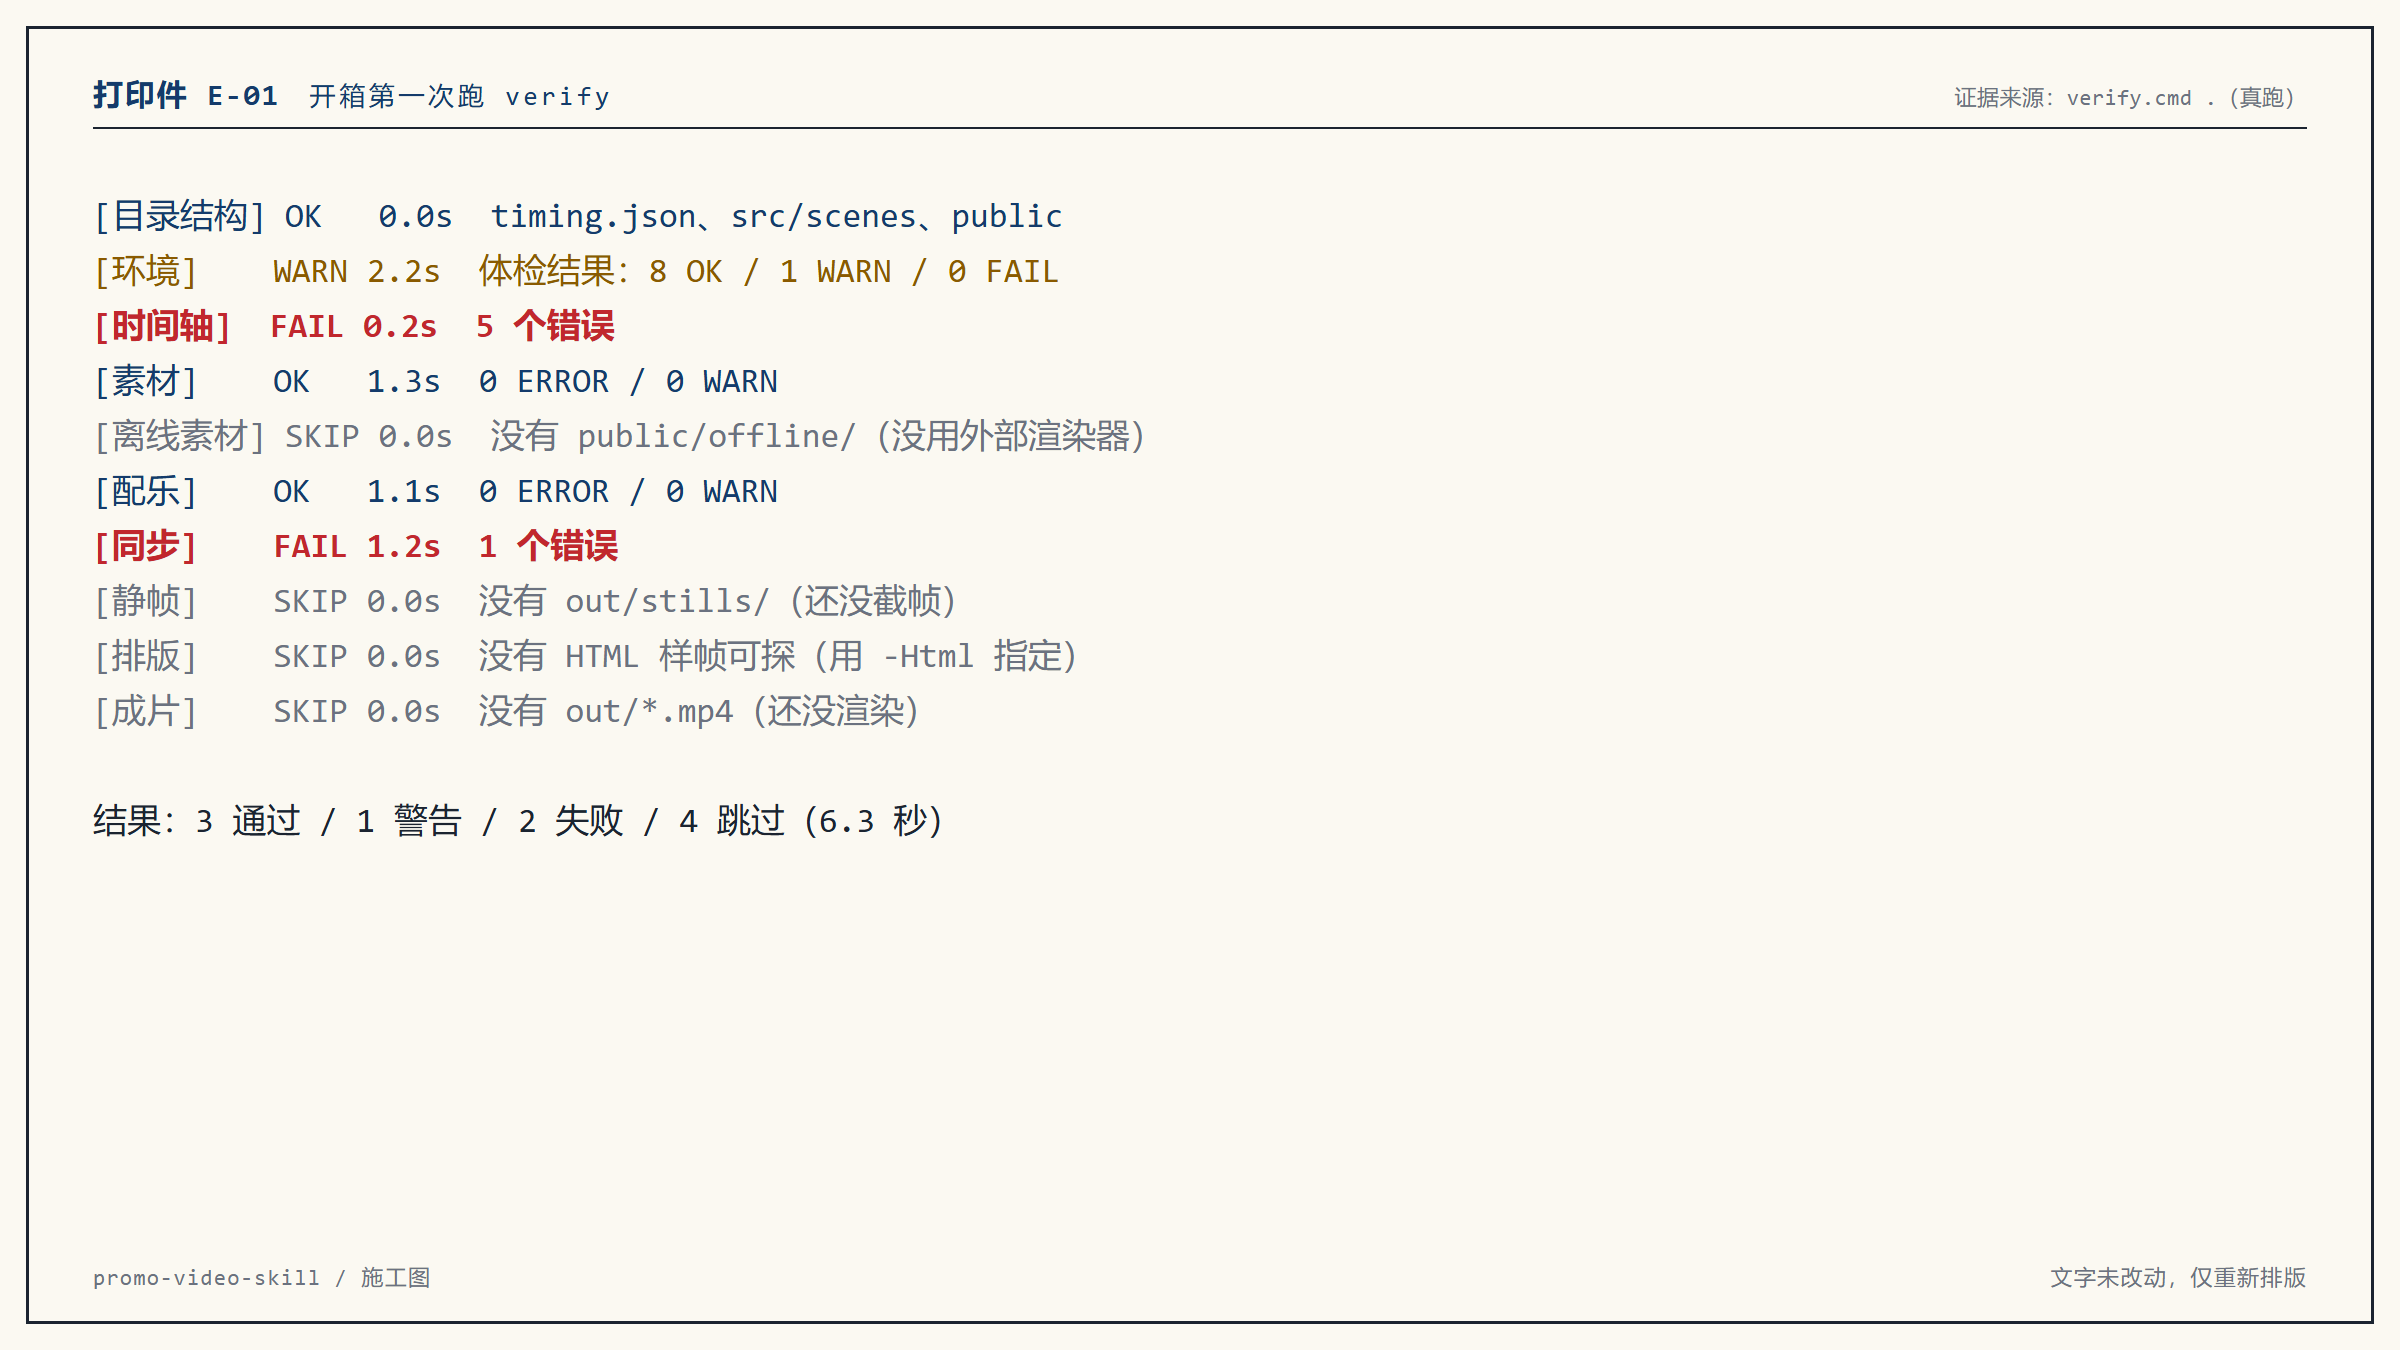 打印件 E-01 开箱第一次跑 verify
证据来源：verify.cmd .（真跑）
[目录结构] OK 0.0s timing.json、src/scenes、public
[环境] WARN 2.2s 体检结果：8 OK / 1 WARN / 0 FAIL
[时间轴] FAIL 0.2s 5 个错误
[素材] OK 1.3s 0 ERROR / 0 WARN
[离线素材] SKIP 0.0s 没有 public/offline/（没用外部渲染器）
[配乐] OK 1.1s 0 ERROR / 0 WARN
[同步] FAIL 1.2s 1 个错误
[静帧] SKIP 0.0s 没有 out/stills/（还没截帧）
[排版] SKIP 0.0s 没有 HTML 样帧可探（用 -Html 指定）
[成片] SKIP 0.0s 没有 out/*.mp4（还没渲染）
结果：3 通过 / 1 警告 / 2 失败 / 4 跳过（6.3 秒）
promo-video-skill / 施工图
文字未改动，仅重新排版